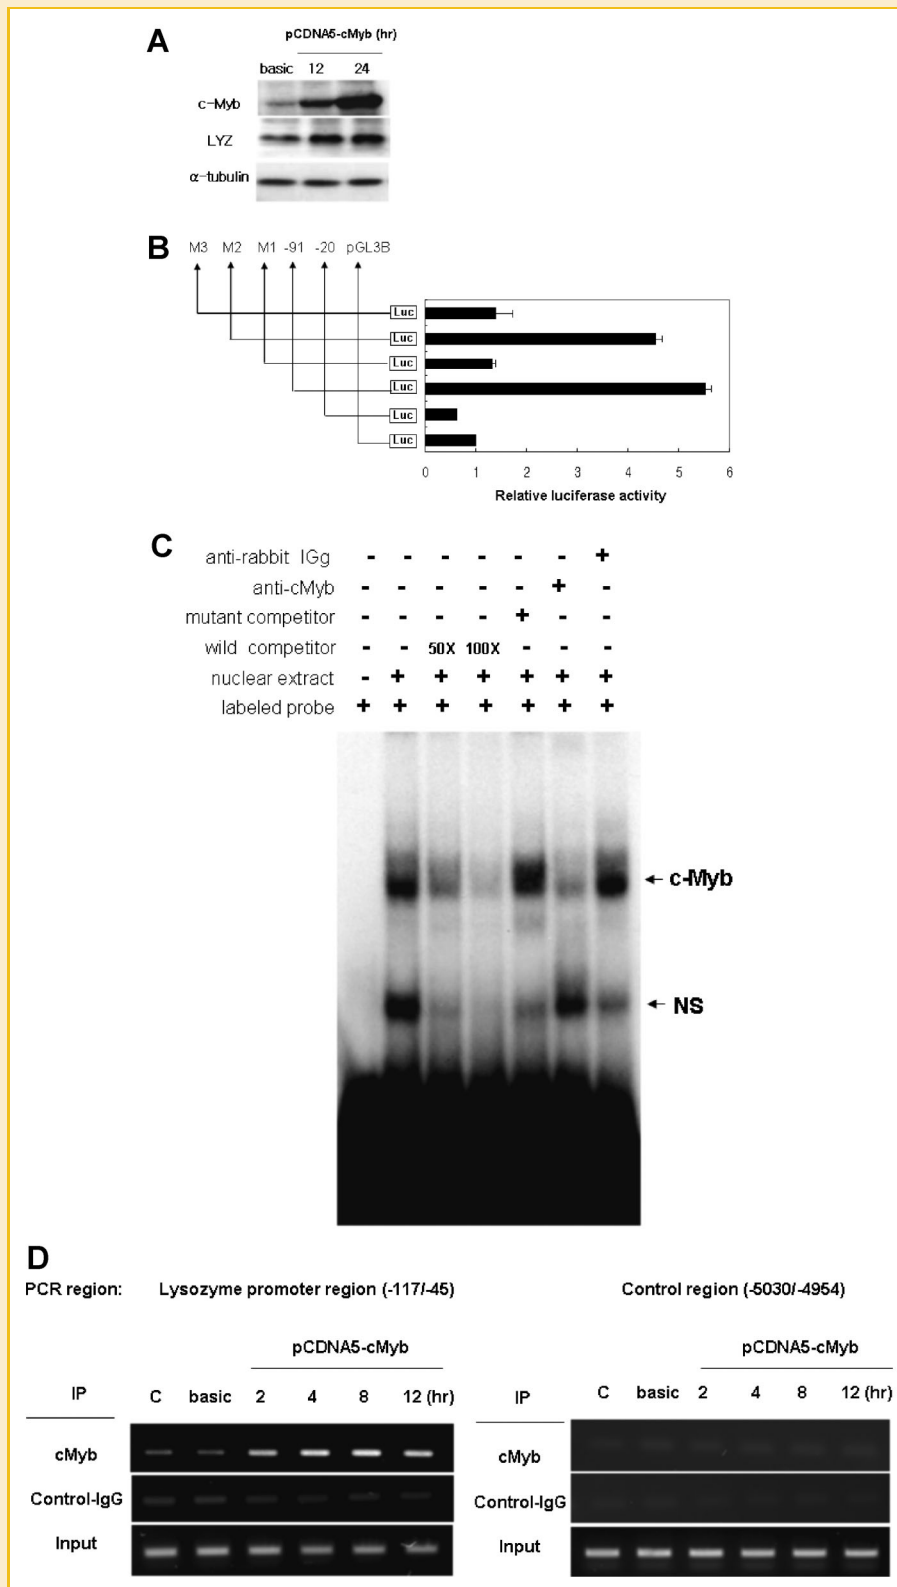 A
pCDNA5-cMyb (hr)
basic 12 24
c-Myb
LYZ
α-tubulin
B
M3 M2 M1 -91 -20 pGL3B
Luc
Luc
Luc
Luc
Luc
Luc
0 1 2 3 4 5 6
Relative luciferase activity
C
anti-rabbit IGg - - - - - - +
anti-cMyb - - - - - + -
mutant competitor - - - - + - -
wild competitor - - 50X 100X - - -
nuclear extract - + + + + + +
labeled probe + + + + + + +
c-Myb
NS
D
PCR region: Lysozyme promoter region (-117/-45) Control region (-5030/-4954)
pCDNA5-cMyb pCDNA5-cMyb
IP C basic 2 4 8 12 (hr) IP C basic 2 4 8 12 (hr)
cMyb cMyb
Control-IgG Control-IgG
Input Input